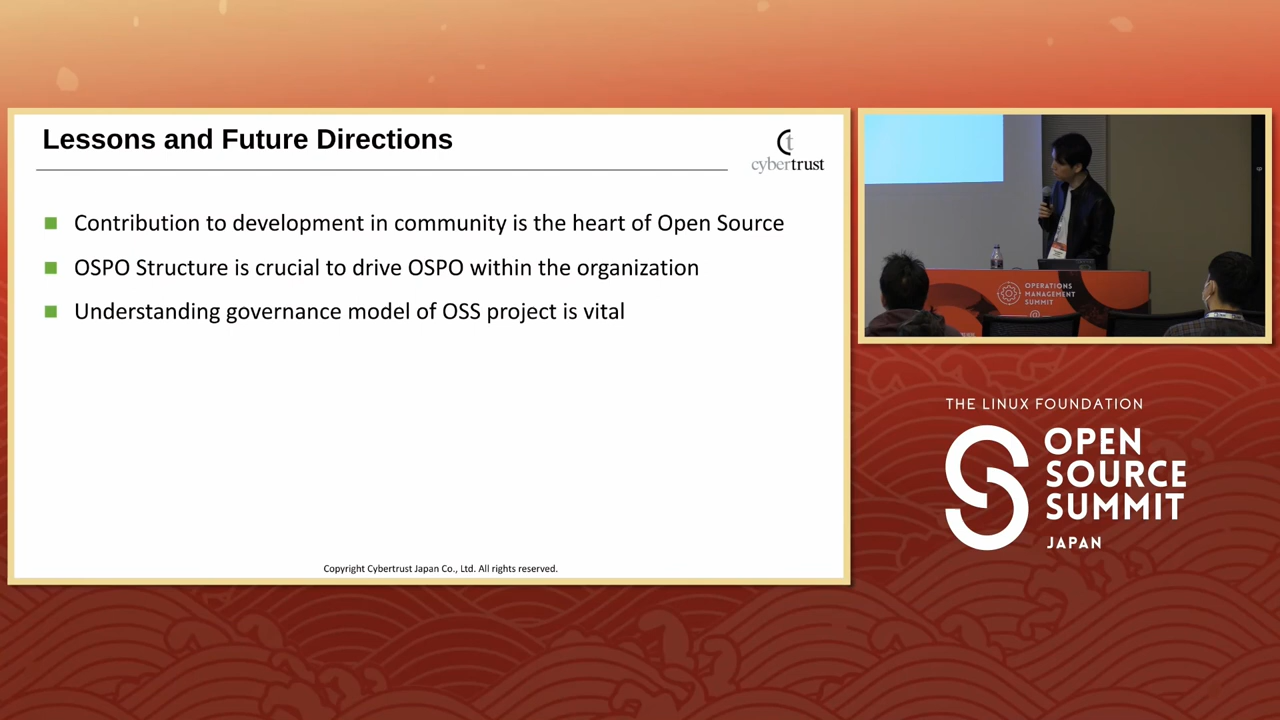 Lessons and Future Directions
cybertrust
Contribution to development in community is the heart of Open Source
OSPO Structure is crucial to drive OSPO within the organization
Understanding governance model of OSS project is vital
Copyright Cybertrust Japan Co., Ltd. All rights reserved.
OPERATIONS
MANAGEMENT
SUMMIT
THE LINUX FOUNDATION
OPEN
SOURCE
SUMMIT
JAPAN